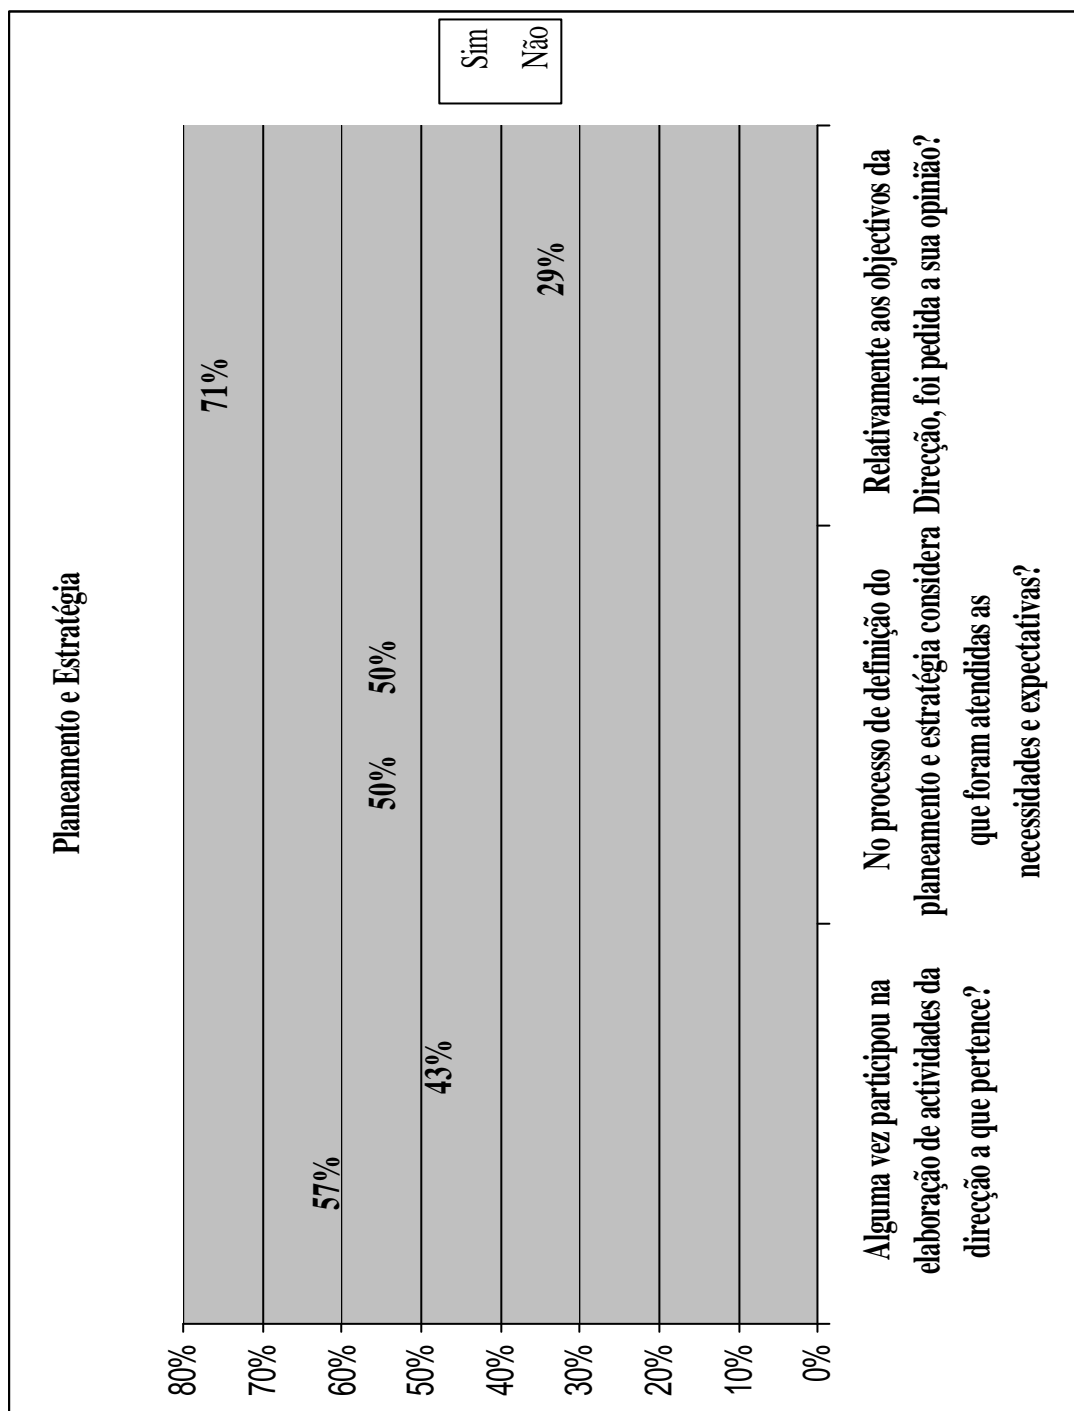 Planeamento e Estratégia
80%
70%
60%
50%
40%
30%
20%
10%
0%
57%
43%
50%
50%
71%
29%
Alguma vez participou na
elaboração de actividades da
direcção a que pertence?
No processo de definição do
planeamento e estratégia considera
que foram atendidas as
necessidades e expectativas?
Relativamente aos objectivos da
Direcção, foi pedida a sua opinião?
Sim
Não